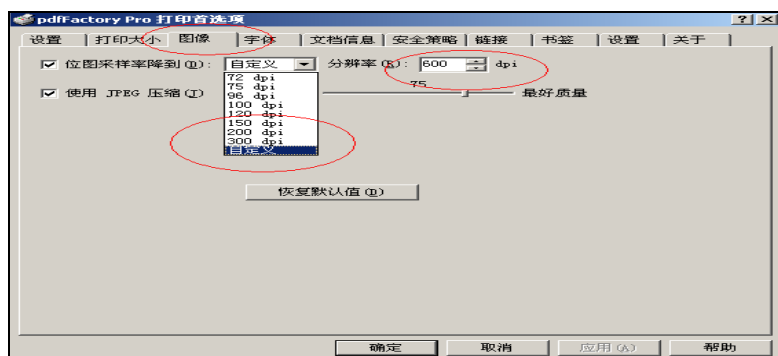 pdfFactory Pro 打印首选项
设置 打印大小 图像 字体 文档信息 安全策略 链接 书签 设置 关于
位图采样率降到(D): 自定义 分辨率(R): 600 dpi
72 dpi
75 dpi
96 dpi
100 dpi
120 dpi
150 dpi
200 dpi
300 dpi
自定义
使用 JPEG 压缩(J) 75 最好质量
恢复默认值(D)
确定 取消 应用(A) 帮助